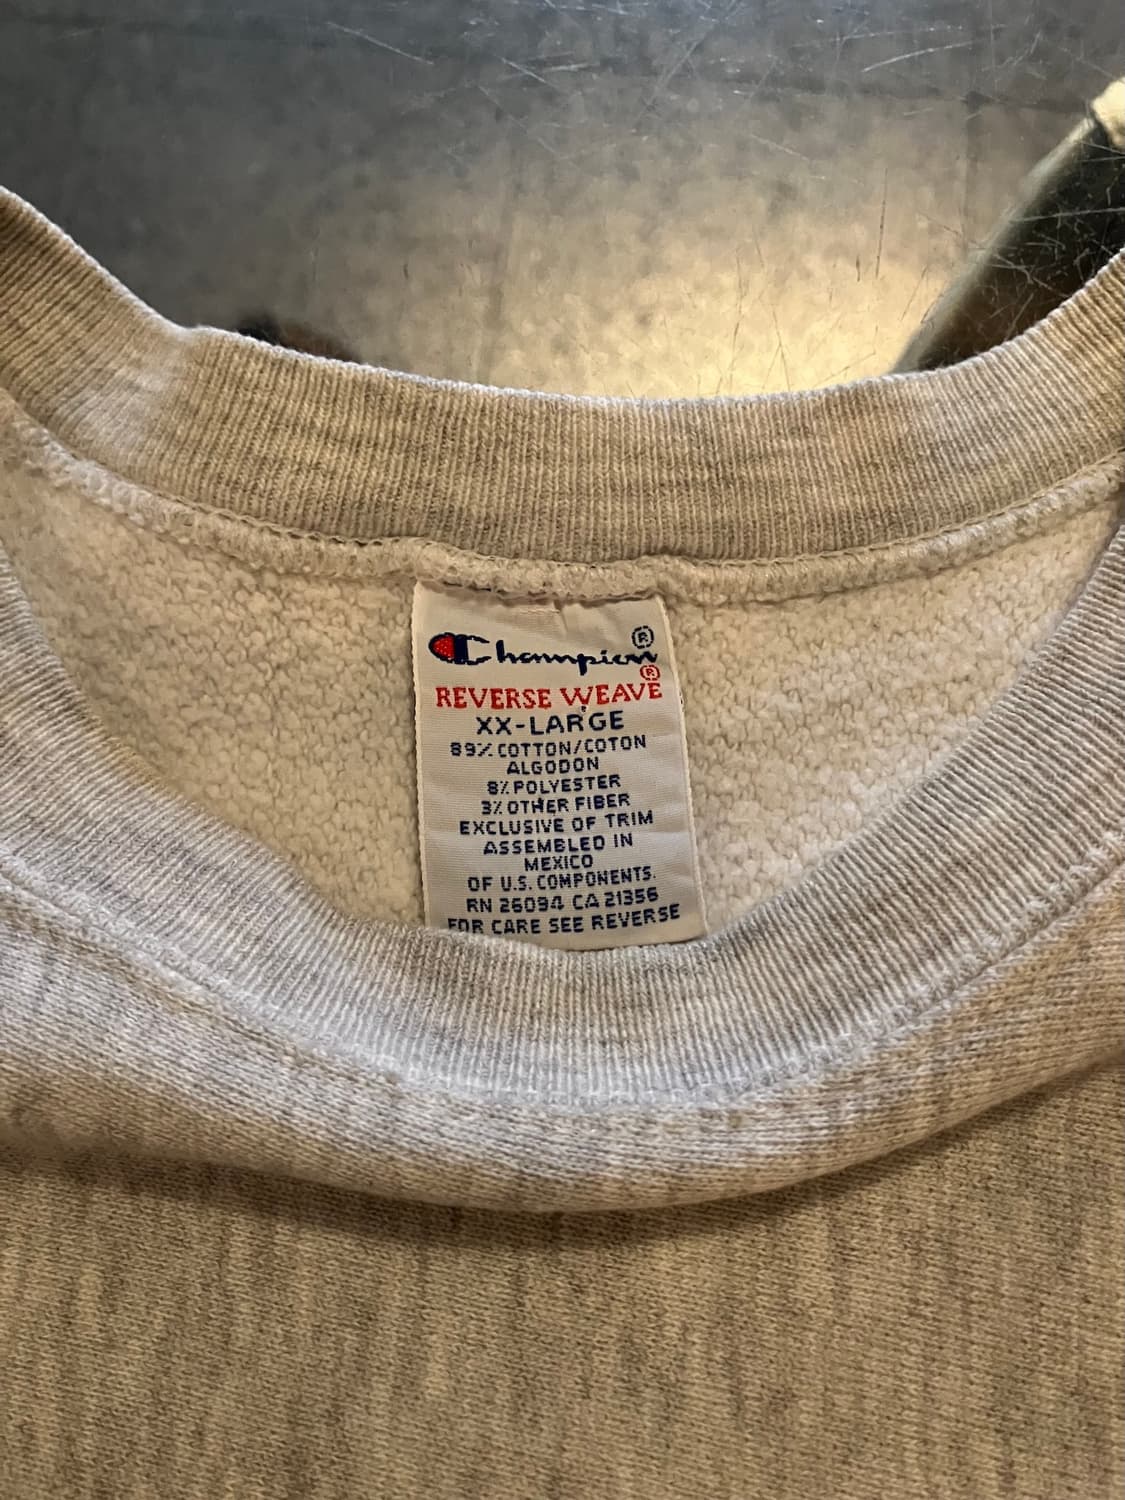 Champion®
REVERSE WEAVE®
XX-LARGE
89% COTTON/COTON
ALGODON
8% POLYESTER
3% OTHER FIBER
EXCLUSIVE OF TRIM
ASSEMBLED IN
MEXICO
OF U.S. COMPONENTS.
RN 26094 CA 21356
FOR CARE SEE REVERSE